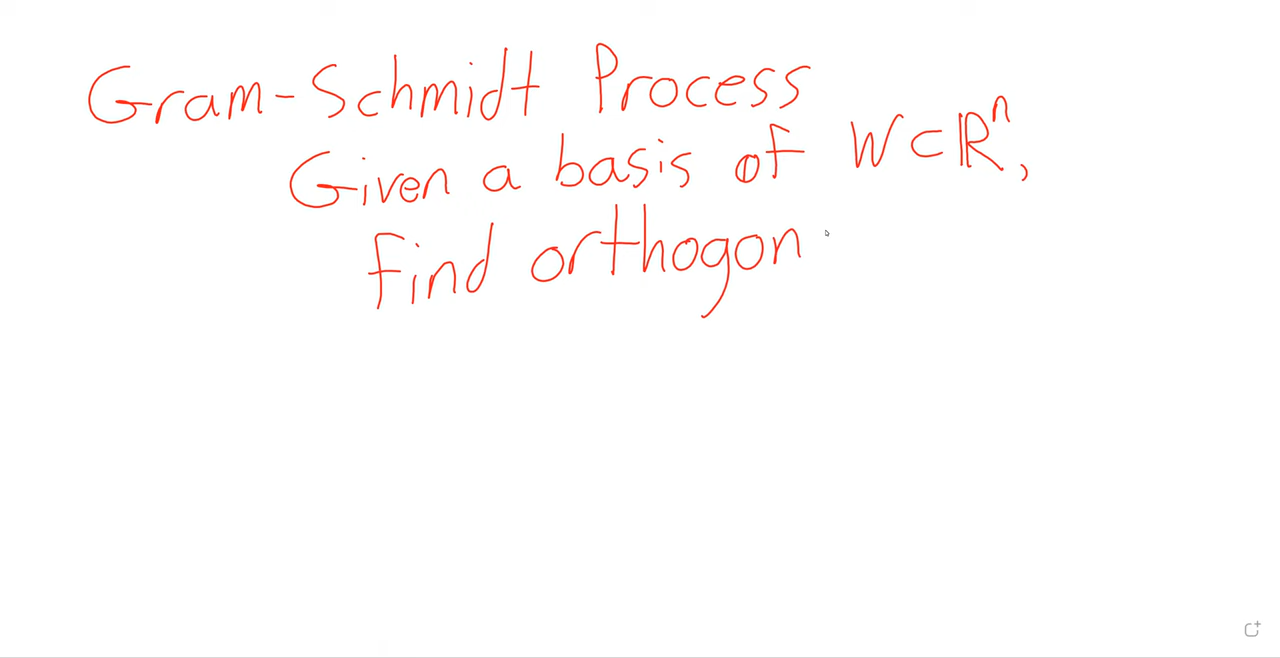 Gram-Schmidt Process
Given a basis of W⊂ℝⁿ,
find orthogon